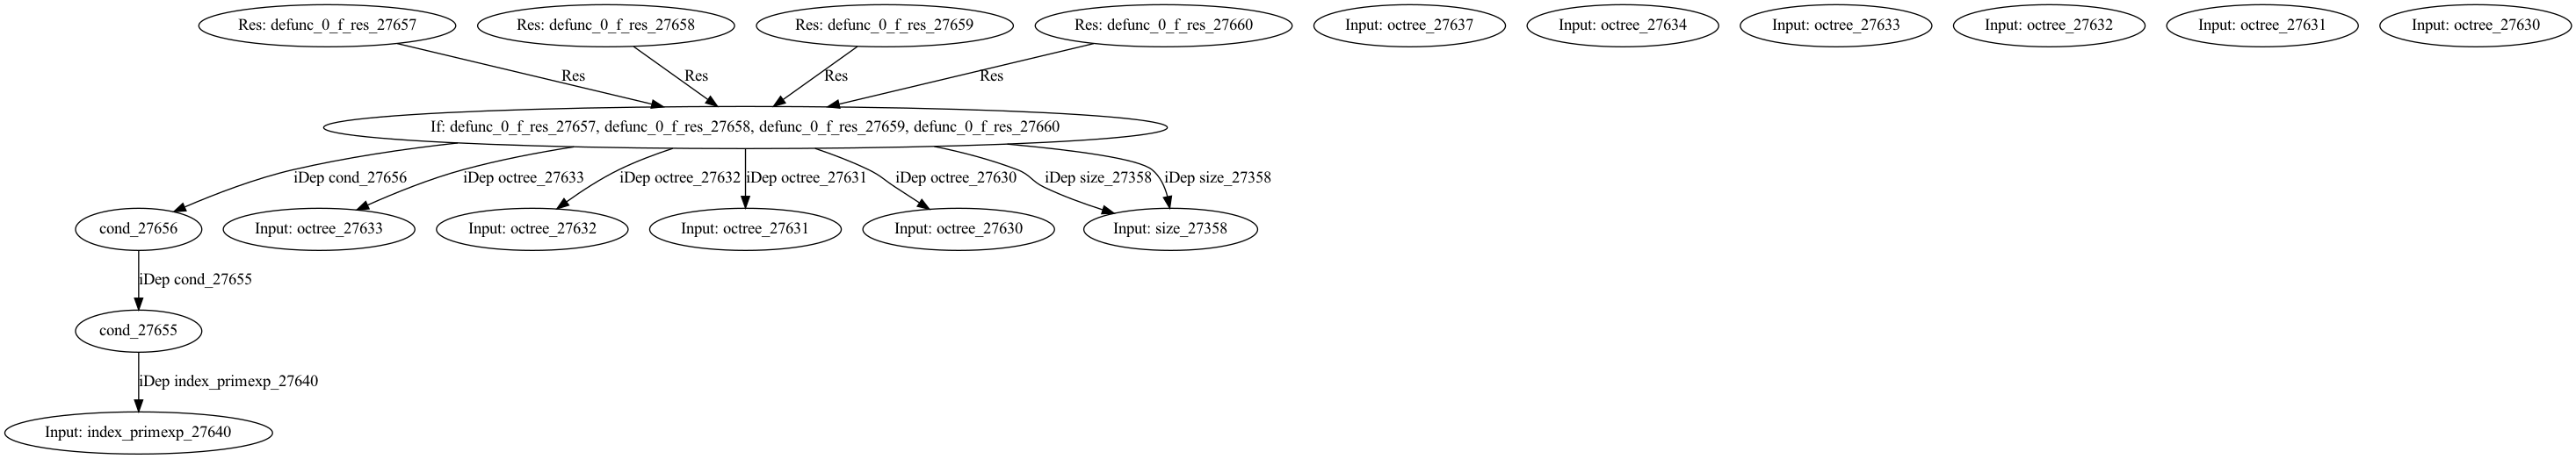 Res: defunc_0_f_res_27657
Res: defunc_0_f_res_27658
Res: defunc_0_f_res_27659
Res: defunc_0_f_res_27660
Input: octree_27637
Input: octree_27634
Input: octree_27633
Input: octree_27632
Input: octree_27631
Input: octree_27630
Res
Res
Res
Res
If: defunc_0_f_res_27657, defunc_0_f_res_27658, defunc_0_f_res_27659, defunc_0_f_res_27660
iDep cond_27656
iDep octree_27633
iDep octree_27632
iDep octree_27631
iDep octree_27630
iDep size_27358
iDep size_27358
cond_27656
Input: octree_27633
Input: octree_27632
Input: octree_27631
Input: octree_27630
Input: size_27358
iDep cond_27655
cond_27655
iDep index_primexp_27640
Input: index_primexp_27640